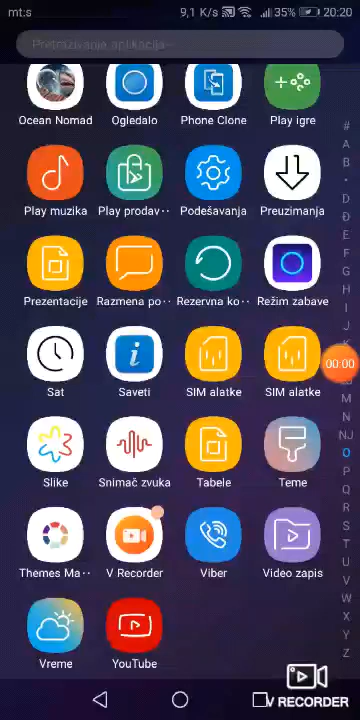 mt:s 9,1 K/s 35% 20:20
Pretraživanje aplikacija
Ocean Nomad Ogledalo Phone Clone Play igre
Play muzika Play prodav·· Podešavanja Preuzimanja
Prezentacije Razmena po·· Rezervna ko·· Režim zabave
Sat Saveti SIM alatke SIM alatke
Slike Snimač zvuka Tabele Teme
Themes Ma·· V Recorder Viber Video zapis
Vreme YouTube
#
A
B
D
Đ
E
F
G
H
I
J
K
00:00
M
N
NJ
O
P
Q
R
S
T
U
V
Z
V RECORDER